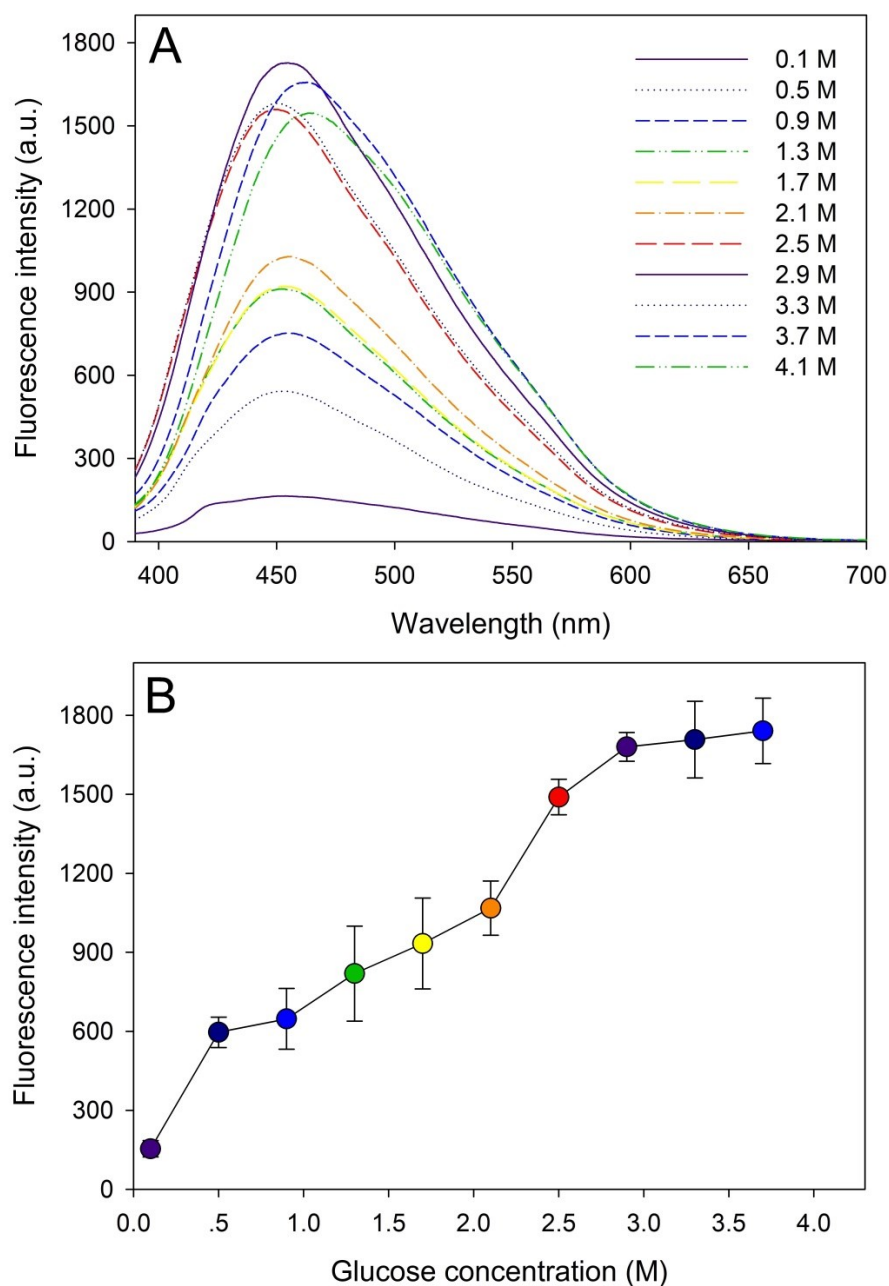 A
Fluorescence intensity (a.u.)
1800
1500
1200
900
600
300
0
0.1 M
0.5 M
0.9 M
1.3 M
1.7 M
2.1 M
2.5 M
2.9 M
3.3 M
3.7 M
4.1 M
400 450 500 550 600 650 700
Wavelength (nm)
B
Fluorescence intensity (a.u.)
1800
1500
1200
900
600
300
0
0.0 .5 1.0 1.5 2.0 2.5 3.0 3.5 4.0
Glucose concentration (M)